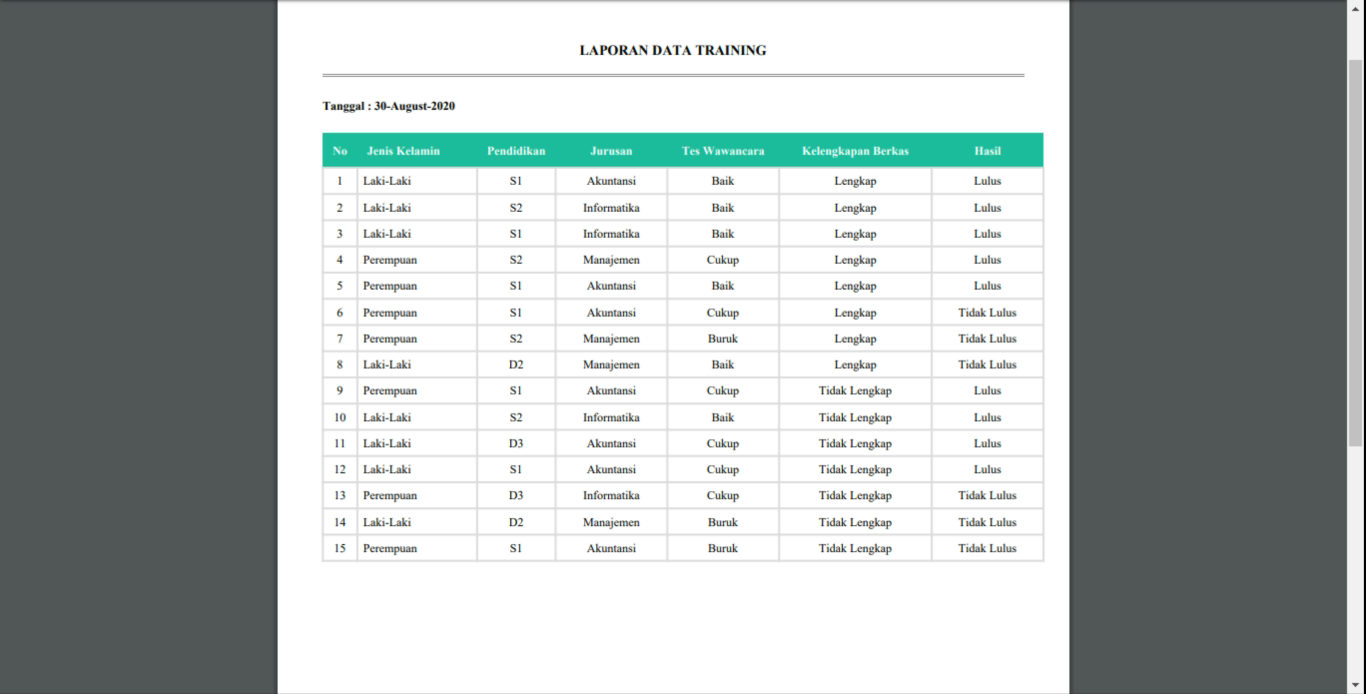 LAPORAN DATA TRAINING
Tanggal : 30-August-2020
No Jenis Kelamin Pendidikan Jurusan Tes Wawancara Kelengkapan Berkas Hasil
1 Laki-Laki S1 Akuntansi Baik Lengkap Lulus
2 Laki-Laki S2 Informatika Baik Lengkap Lulus
3 Laki-Laki S1 Informatika Baik Lengkap Lulus
4 Perempuan S2 Manajemen Cukup Lengkap Lulus
5 Perempuan S1 Akuntansi Baik Lengkap Lulus
6 Perempuan S1 Akuntansi Cukup Lengkap Tidak Lulus
7 Perempuan S2 Manajemen Buruk Lengkap Tidak Lulus
8 Laki-Laki D2 Manajemen Baik Lengkap Tidak Lulus
9 Perempuan S1 Akuntansi Cukup Tidak Lengkap Lulus
10 Laki-Laki S2 Informatika Baik Tidak Lengkap Lulus
11 Laki-Laki D3 Akuntansi Cukup Tidak Lengkap Lulus
12 Laki-Laki S1 Akuntansi Cukup Tidak Lengkap Lulus
13 Perempuan D3 Informatika Cukup Tidak Lengkap Tidak Lulus
14 Laki-Laki D2 Manajemen Buruk Tidak Lengkap Tidak Lulus
15 Perempuan S1 Akuntansi Buruk Tidak Lengkap Tidak Lulus